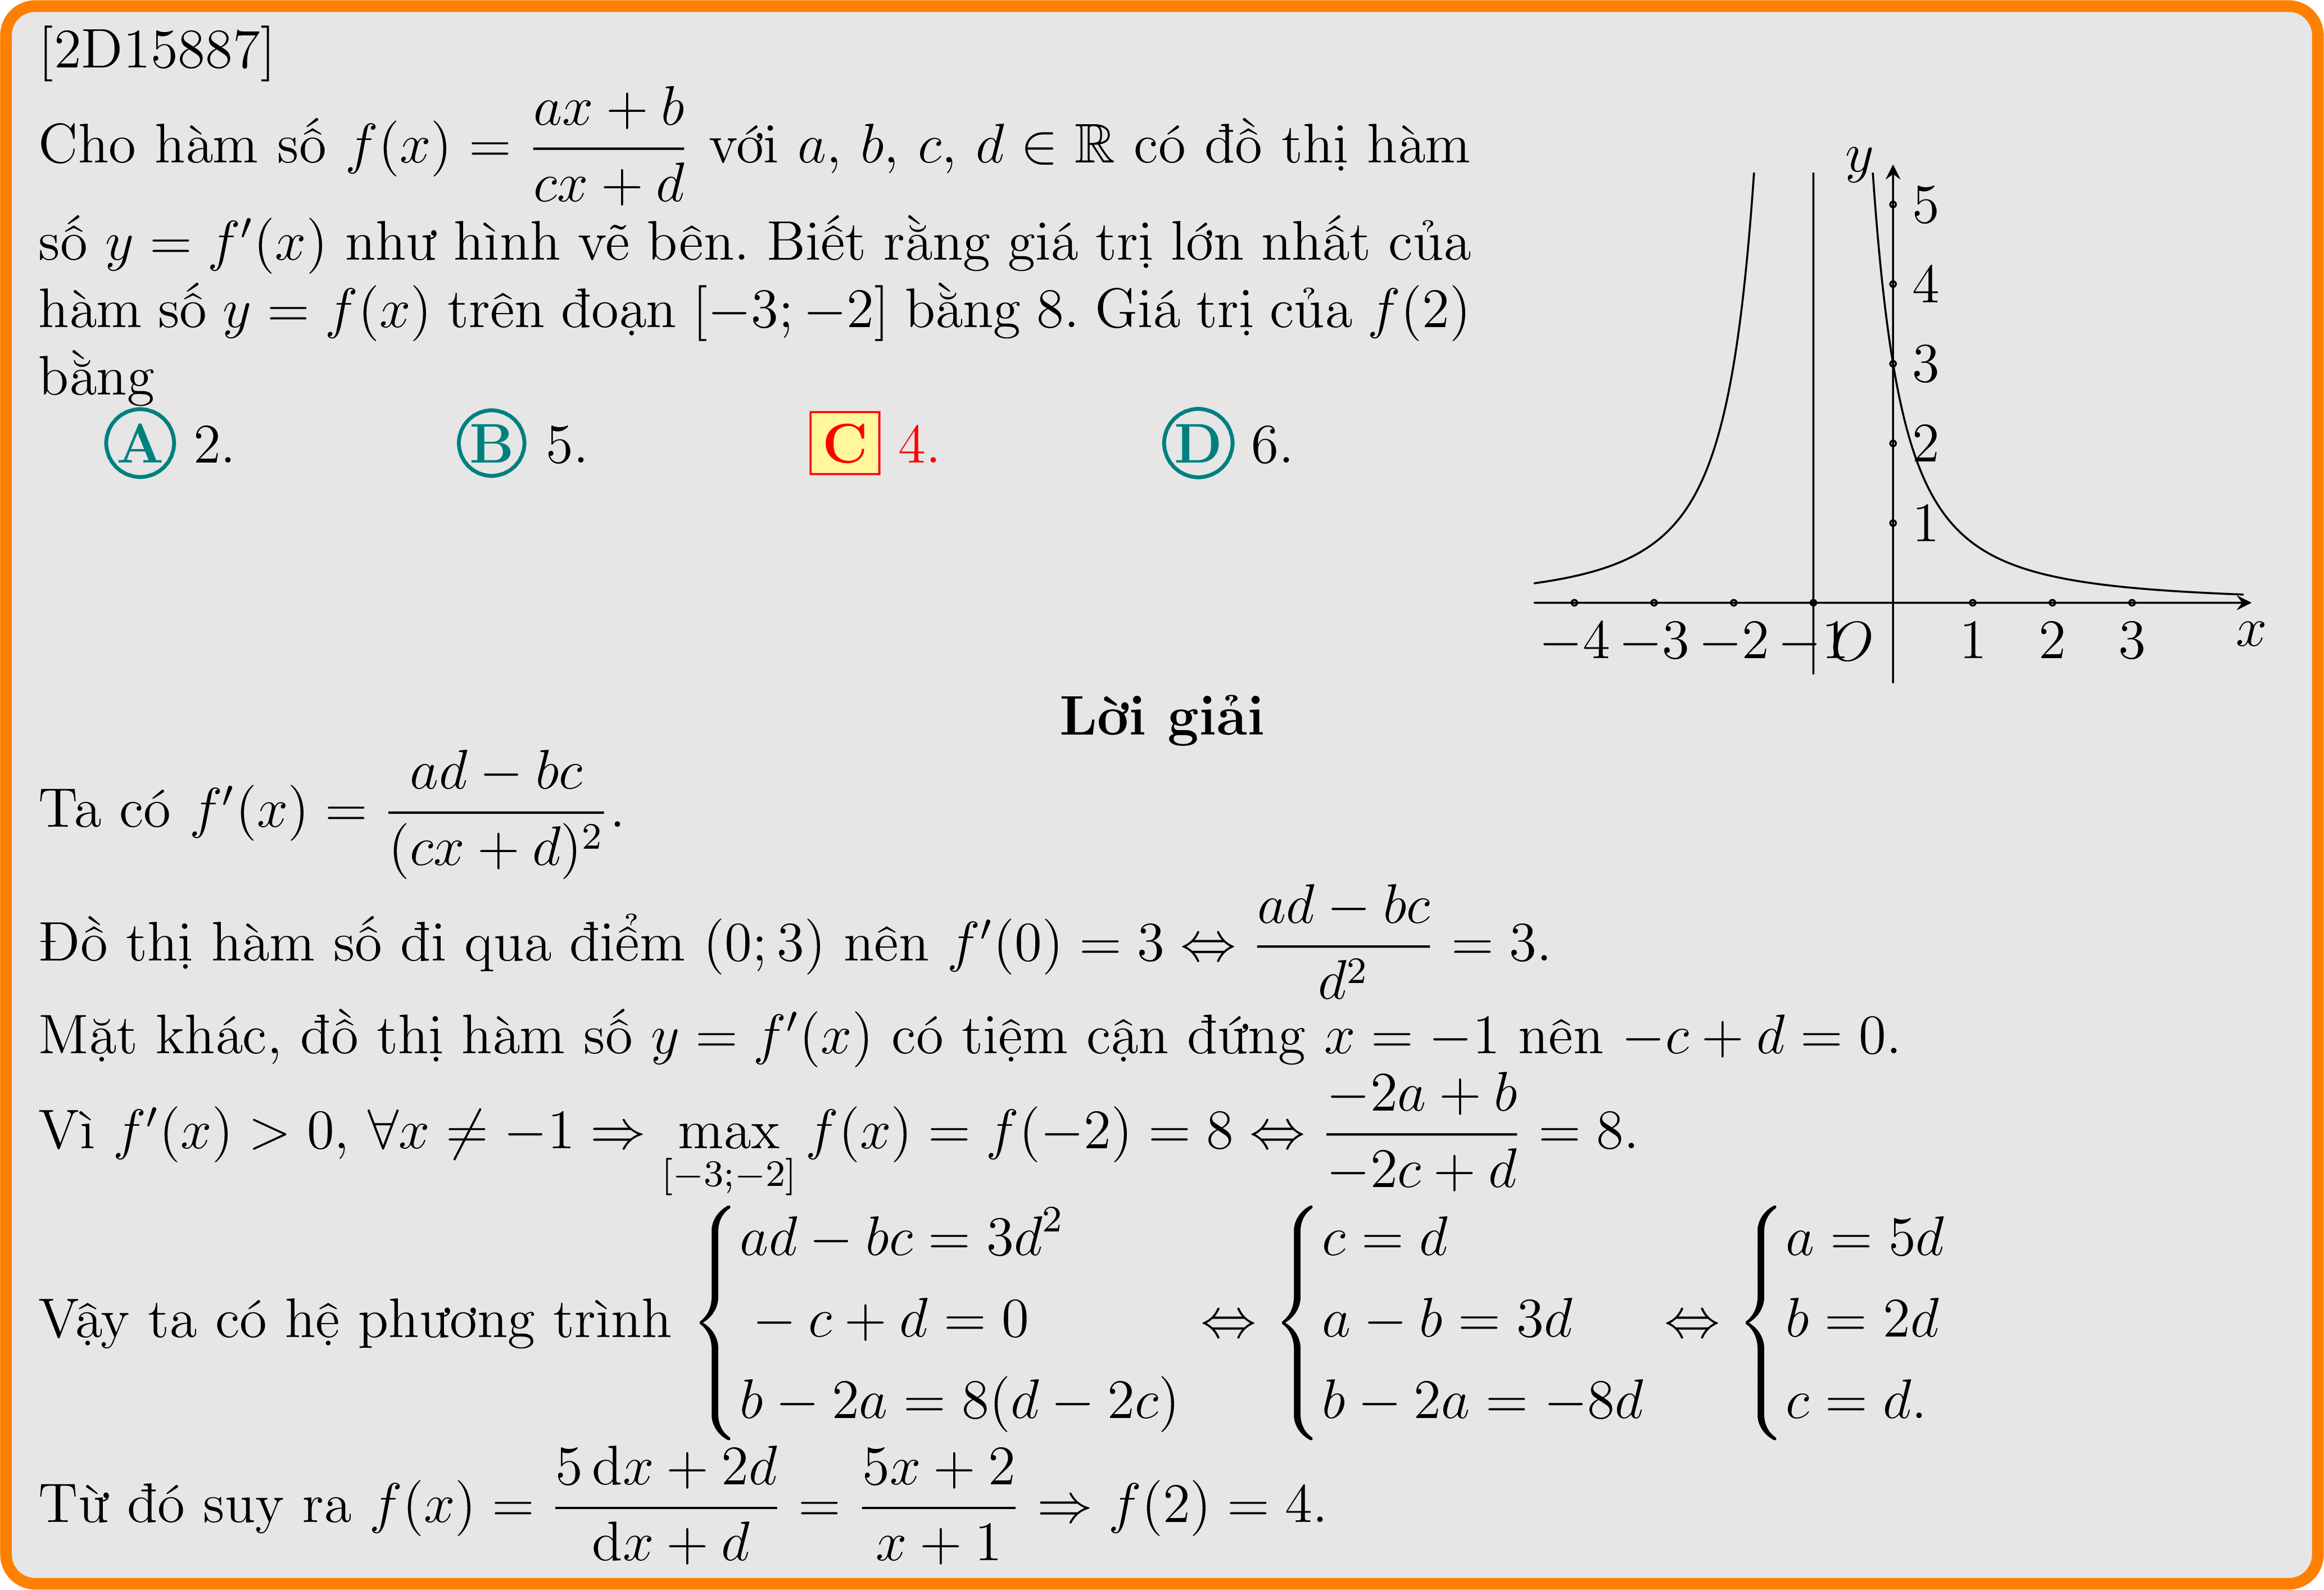 [2D15887]
Cho hàm số $f(x) = \dfrac{ax + b}{cx + d}$ với $a, b, c, d \in \mathbb{R}$ có đồ thị hàm
số $y = f'(x)$ như hình vẽ bên. Biết rằng giá trị lớn nhất của
hàm số $y = f(x)$ trên đoạn $[-3; -2]$ bằng 8. Giá trị của $f(2)$
bằng
A 2. B 5. C 4. D 6.
y
5
4
3
2
1
−4 −3 −2 −1 O 1 2 3 x
Lời giải
Ta có $f'(x) = \dfrac{ad - bc}{(cx + d)^2}$.
Đồ thị hàm số đi qua điểm $(0; 3)$ nên $f'(0) = 3 \Leftrightarrow \dfrac{ad - bc}{d^2} = 3$.
Mặt khác, đồ thị hàm số $y = f'(x)$ có tiệm cận đứng $x = -1$ nên $-c + d = 0$.
Vì $f'(x) > 0, \forall x \neq -1 \Rightarrow \max\limits_{[-3;-2]} f(x) = f(-2) = 8 \Leftrightarrow \dfrac{-2a + b}{-2c + d} = 8$.
Vậy ta có hệ phương trình $\begin{cases} ad - bc = 3d^2 \\ -c + d = 0 \\ b - 2a = 8(d - 2c) \end{cases} \Leftrightarrow \begin{cases} c = d \\ a - b = 3d \\ b - 2a = -8d \end{cases} \Leftrightarrow \begin{cases} a = 5d \\ b = 2d \\ c = d. \end{cases}$
Từ đó suy ra $f(x) = \dfrac{5\,\mathrm{d}x + 2d}{\mathrm{d}x + d} = \dfrac{5x + 2}{x + 1} \Rightarrow f(2) = 4$.